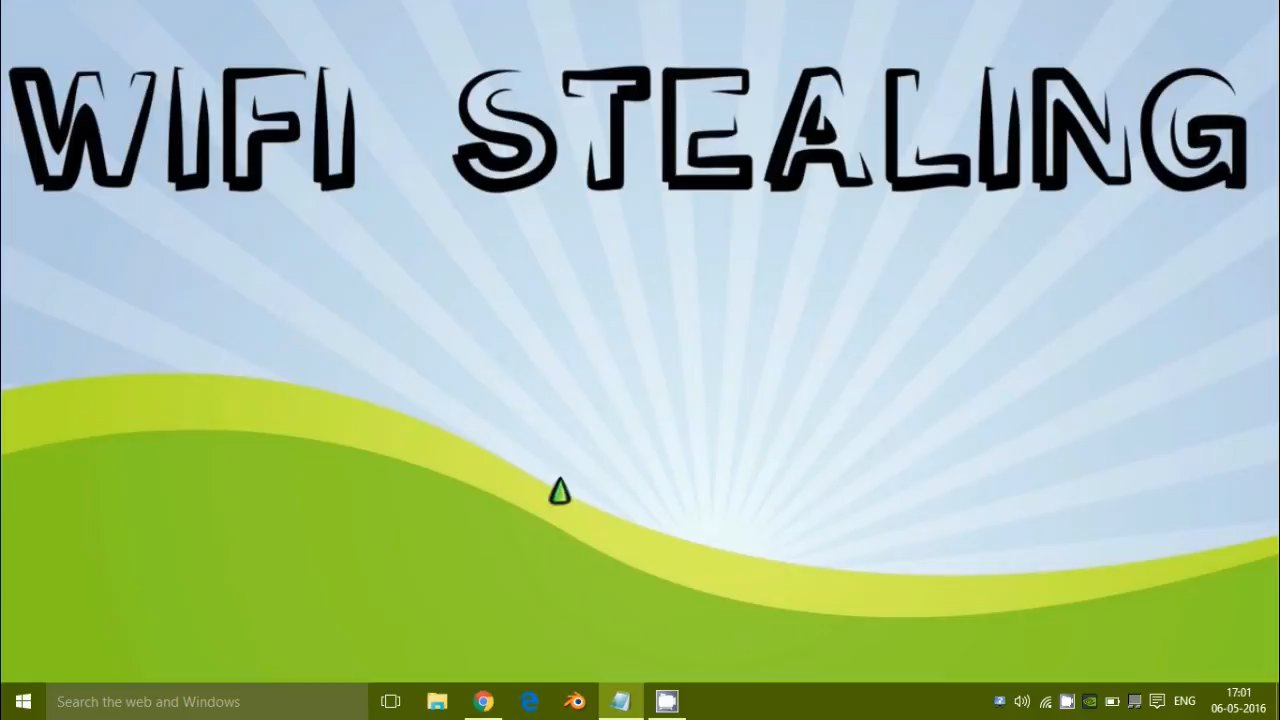 WIFI STEALING
Search the web and Windows
ENG
17:01
06-05-2016